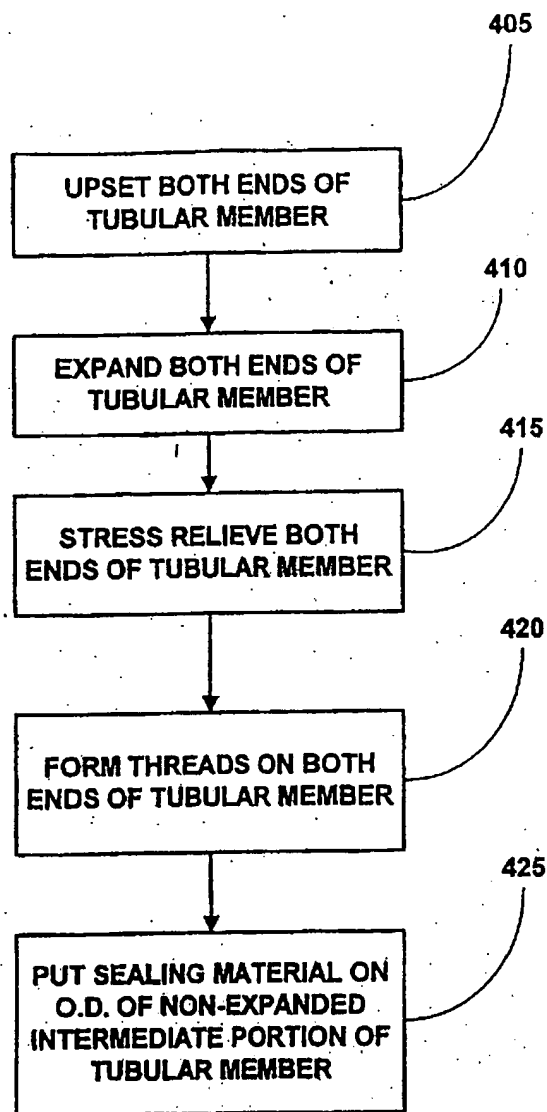 405
UPSET BOTH ENDS OF
TUBULAR MEMBER
410
EXPAND BOTH ENDS OF
TUBULAR MEMBER
415
STRESS RELIEVE BOTH
ENDS OF TUBULAR MEMBER
420
FORM THREADS ON BOTH
ENDS OF TUBULAR MEMBER
425
PUT SEALING MATERIAL ON
O.D. OF NON-EXPANDED
INTERMEDIATE PORTION OF
TUBULAR MEMBER